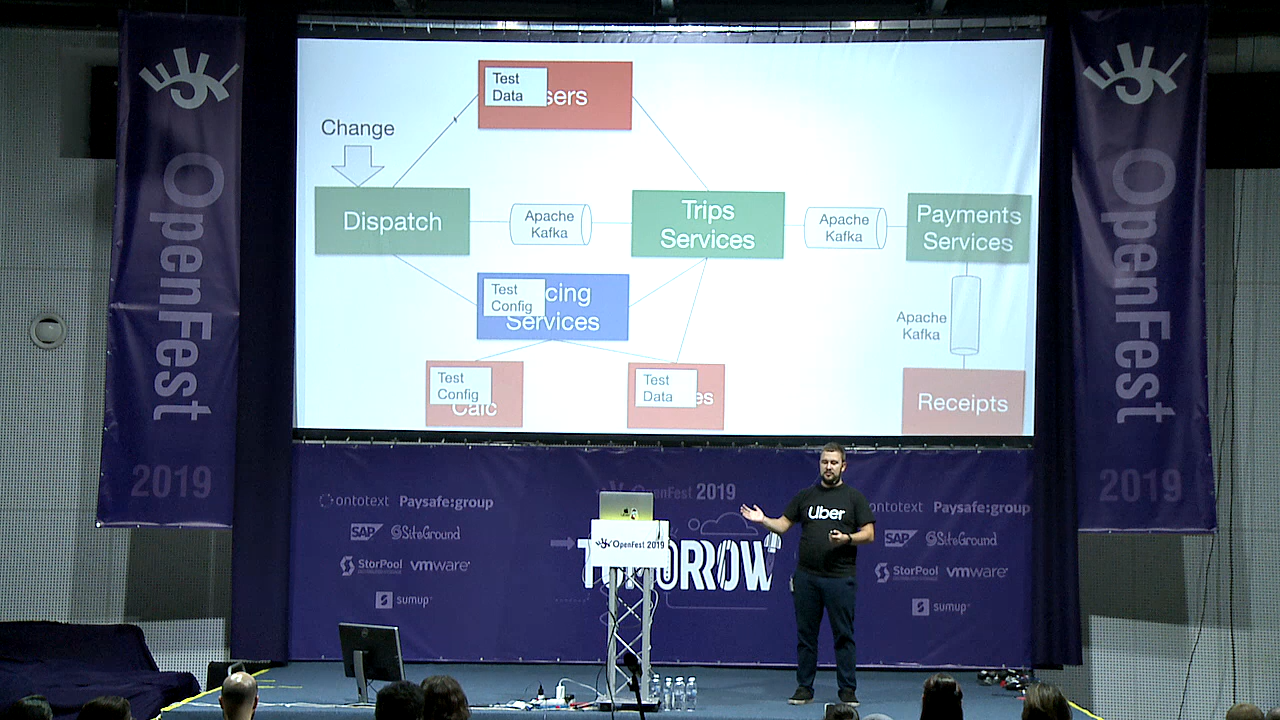 Test
Data
sers
Change
Dispatch
Apache
Kafka
Trips
Services
Apache
Kafka
Payments
Services
Test
Config
cing
Services
Apache
Kafka
Test
Config
Calc
Test
Data
es
Receipts
OpenFest
2019
OpenFest
2019
OpenFest 2019
ontotext Paysafe:group
SAP SiteGround
StorPool vmware
sumup
OpenFest 2019
ORROW
uber
ontotext Paysafe:group
SAP SiteGround
StorPool vmware
sumup